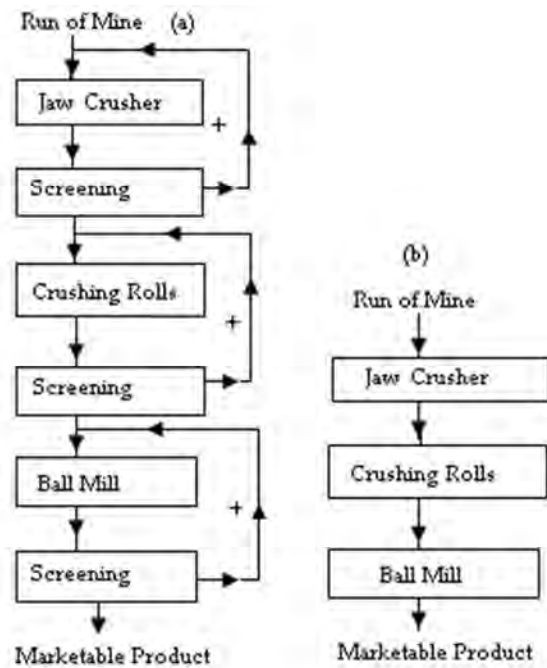 Run of Mine (a)
Jaw Crusher
+
Screening
Crushing Rolls
+
Screening
Ball Mill
+
Screening
Marketable Product
(b)
Run of Mine
Jaw Crusher
Crushing Rolls
Ball Mill
Marketable Product